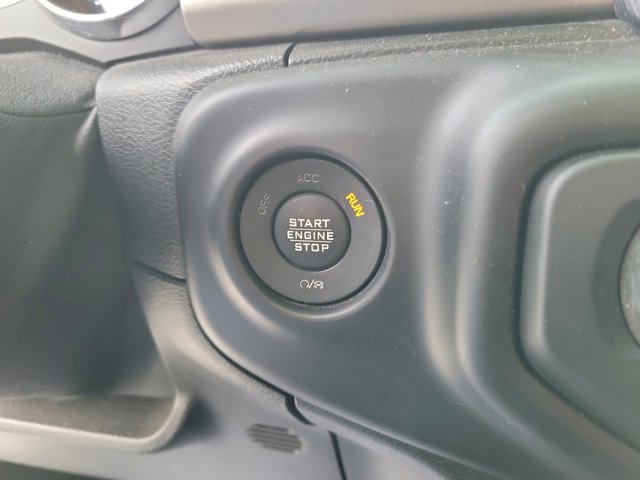 OFF
ACC
RUN
START
ENGINE
STOP